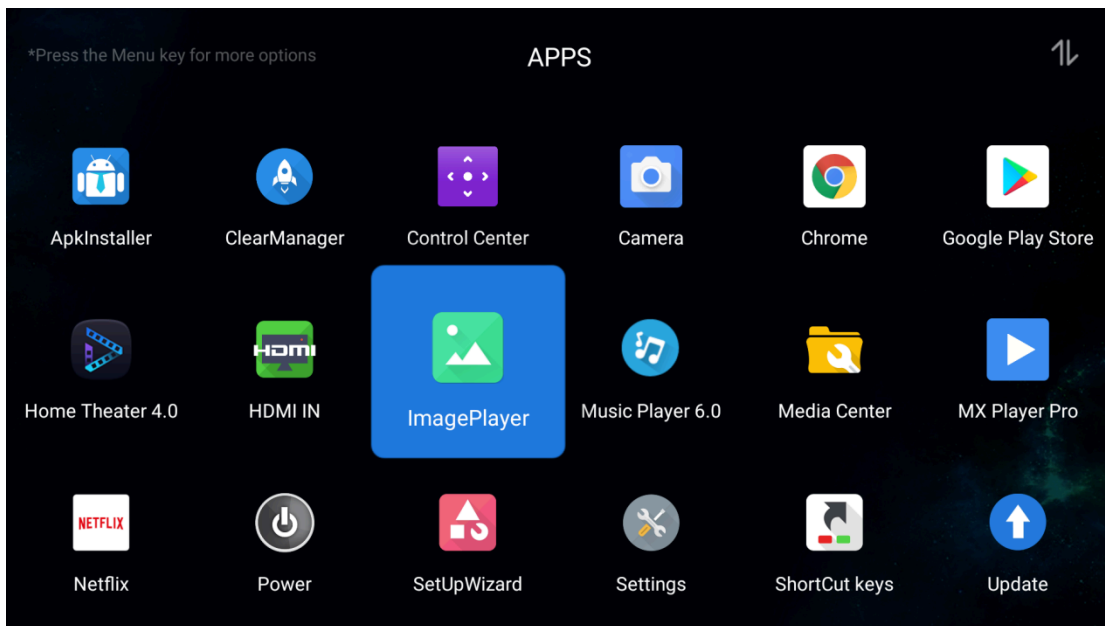 *Press the Menu key for more options
APPS
ApkInstaller
ClearManager
Control Center
Camera
Chrome
Google Play Store
HDMI
Home Theater 4.0
HDMI IN
ImagePlayer
Music Player 6.0
Media Center
MX Player Pro
NETFLIX
Netflix
Power
SetUpWizard
Settings
ShortCut keys
Update